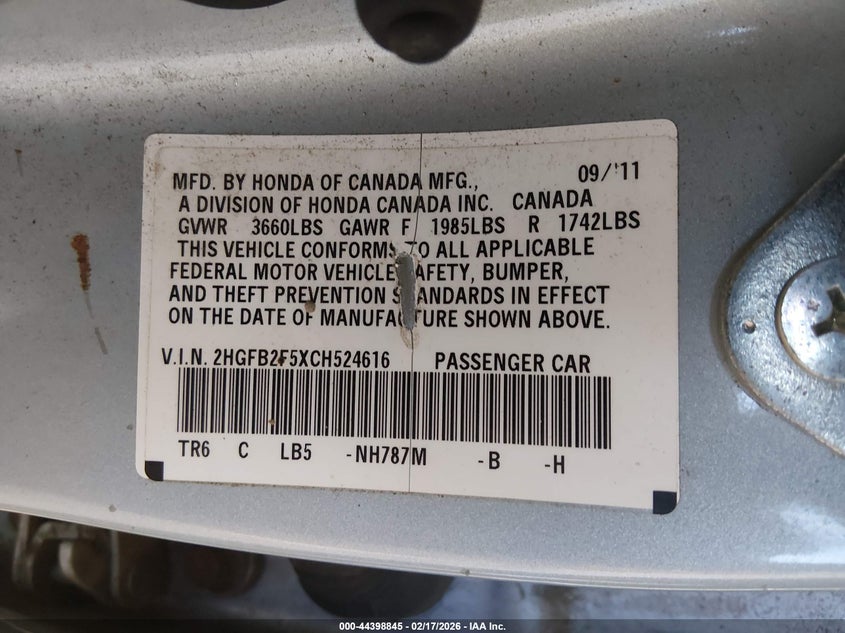 MFD. BY HONDA OF CANADA MFG., 09/'11
A DIVISION OF HONDA CANADA INC. CANADA
GVWR 3660LBS GAWR F 1985LBS R 1742LBS
THIS VEHICLE CONFORMS TO ALL APPLICABLE
FEDERAL MOTOR VEHICLE SAFETY, BUMPER,
AND THEFT PREVENTION STANDARDS IN EFFECT
ON THE DATE OF MANUFACTURE SHOWN ABOVE.
V.I.N. 2HGFB2F5XCH524616 PASSENGER CAR
TR6 C LB5 -NH787M -B -H
000-44398845 | 02/17/2026 - IAA Inc.